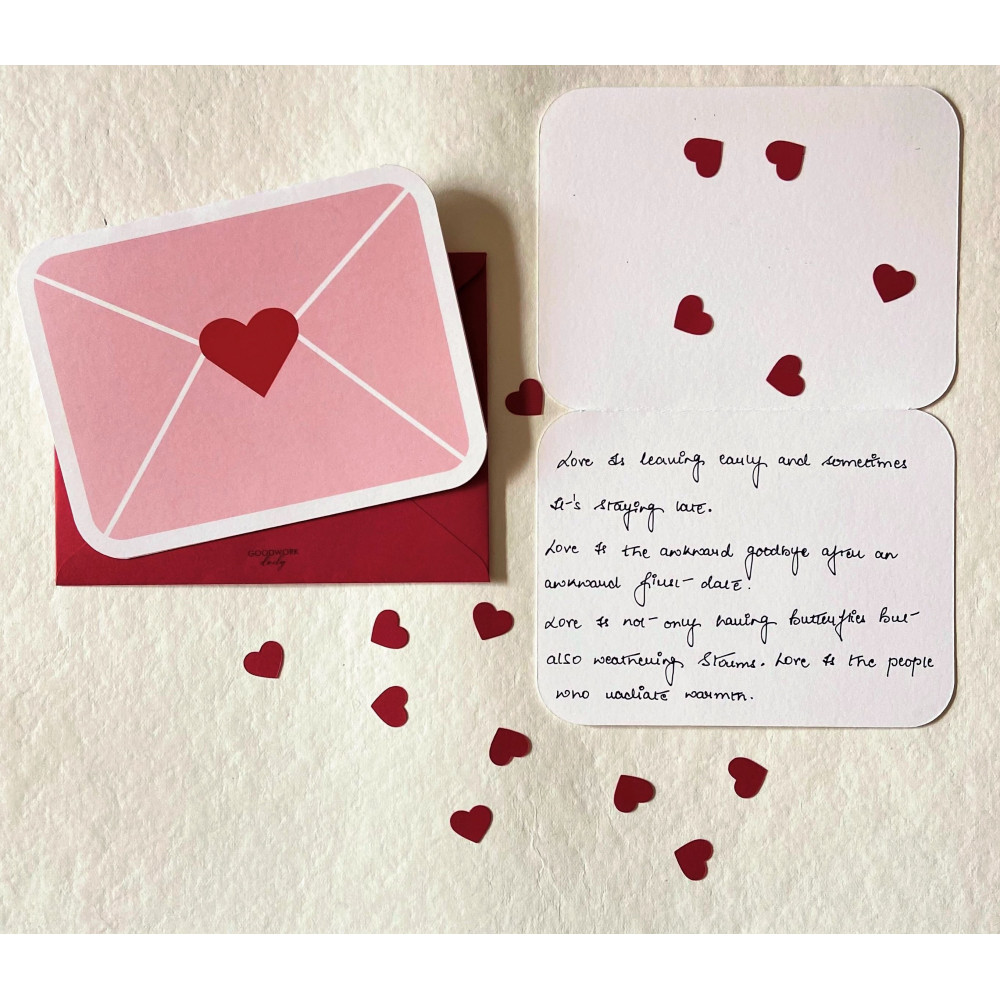 GOODWORK
daily
Love is leaving early and sometimes
it's staying late.
Love is the awkward goodbye after an
awkward first date.
Love is not only having butterflies but
also weathering storms. Love is the people
who radiate warmth.